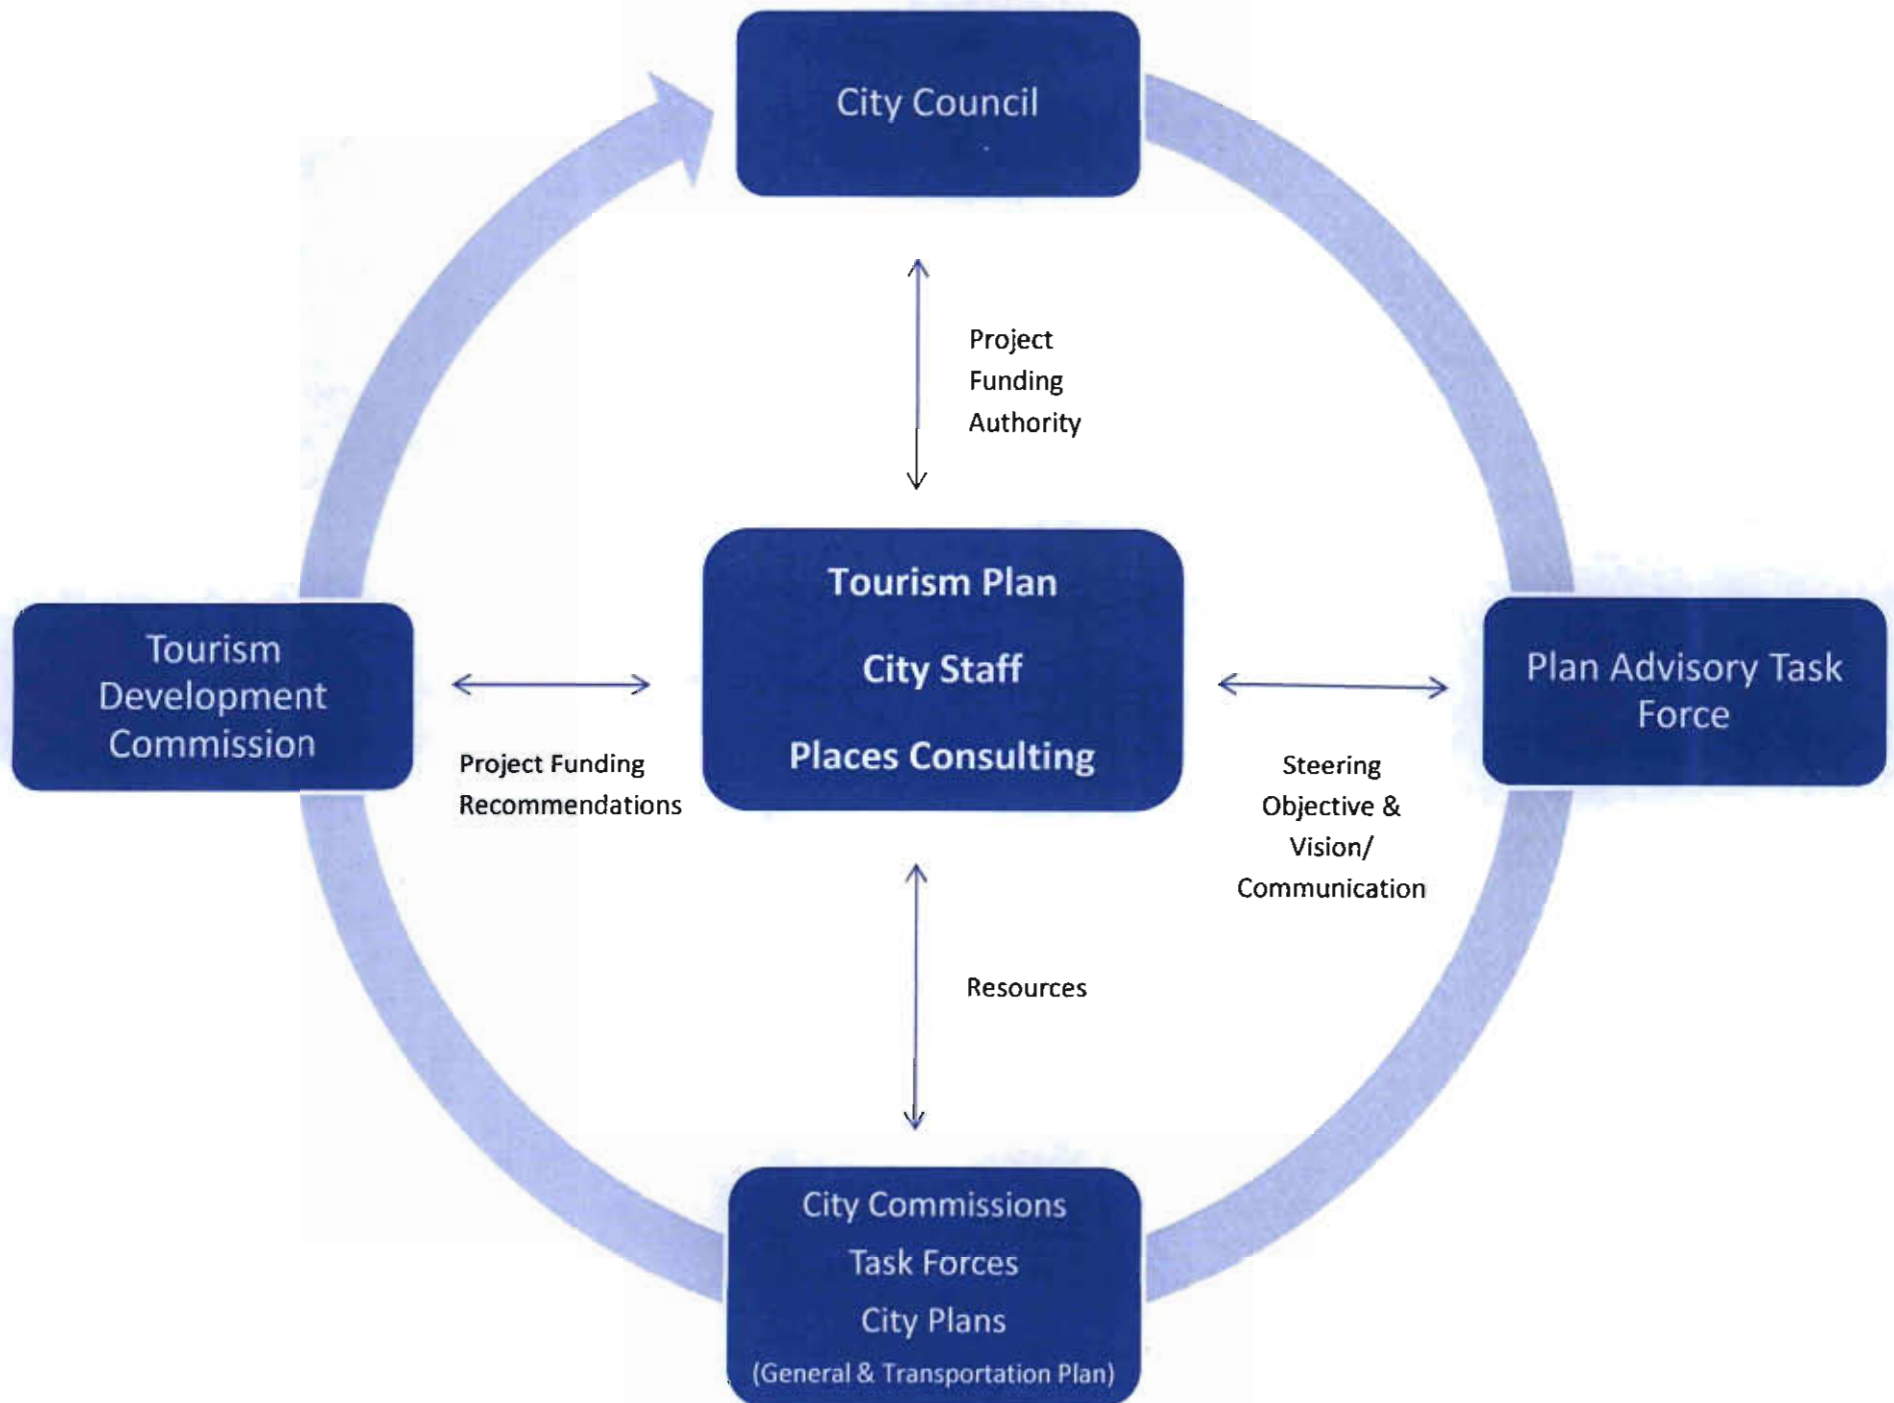 City Council
Project
Funding
Authority
Tourism
Development
Commission
Project Funding
Recommendations
Tourism Plan
City Staff
Places Consulting
Plan Advisory Task
Force
Steering
Objective &
Vision/
Communication
Resources
City Commissions
Task Forces
City Plans
(General & Transportation Plan)